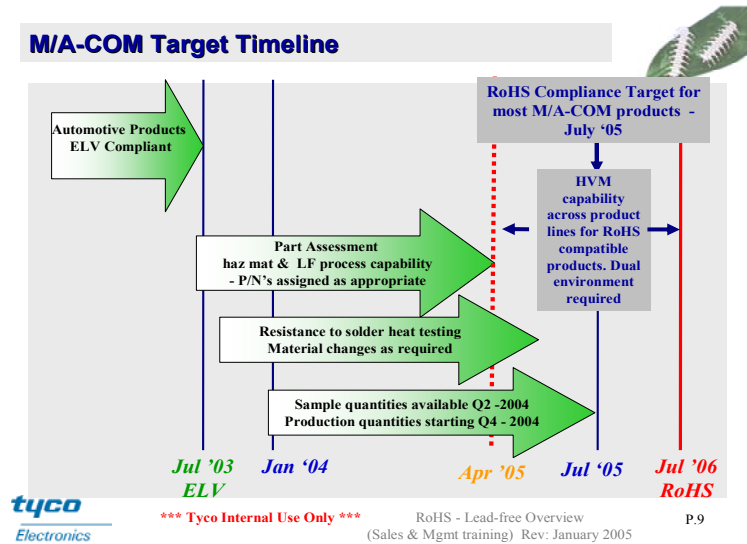 M/A-COM Target Timeline
RoHS Compliance Target for
most M/A-COM products -
July ‘05
Automotive Products
ELV Compliant
HVM
capability
across product
lines for RoHS
compatible
products. Dual
environment
required
Part Assessment
haz mat & LF process capability
- P/N’s assigned as appropriate
Resistance to solder heat testing
Material changes as required
Sample quantities available Q2 -2004
Production quantities starting Q4 - 2004
Jul ’03
ELV
Jan ‘04
Apr ’05
Jul ‘05
Jul ’06
RoHS
tyco
Electronics
*** Tyco Internal Use Only ***
RoHS - Lead-free Overview
(Sales & Mgmt training) Rev: January 2005
P.9